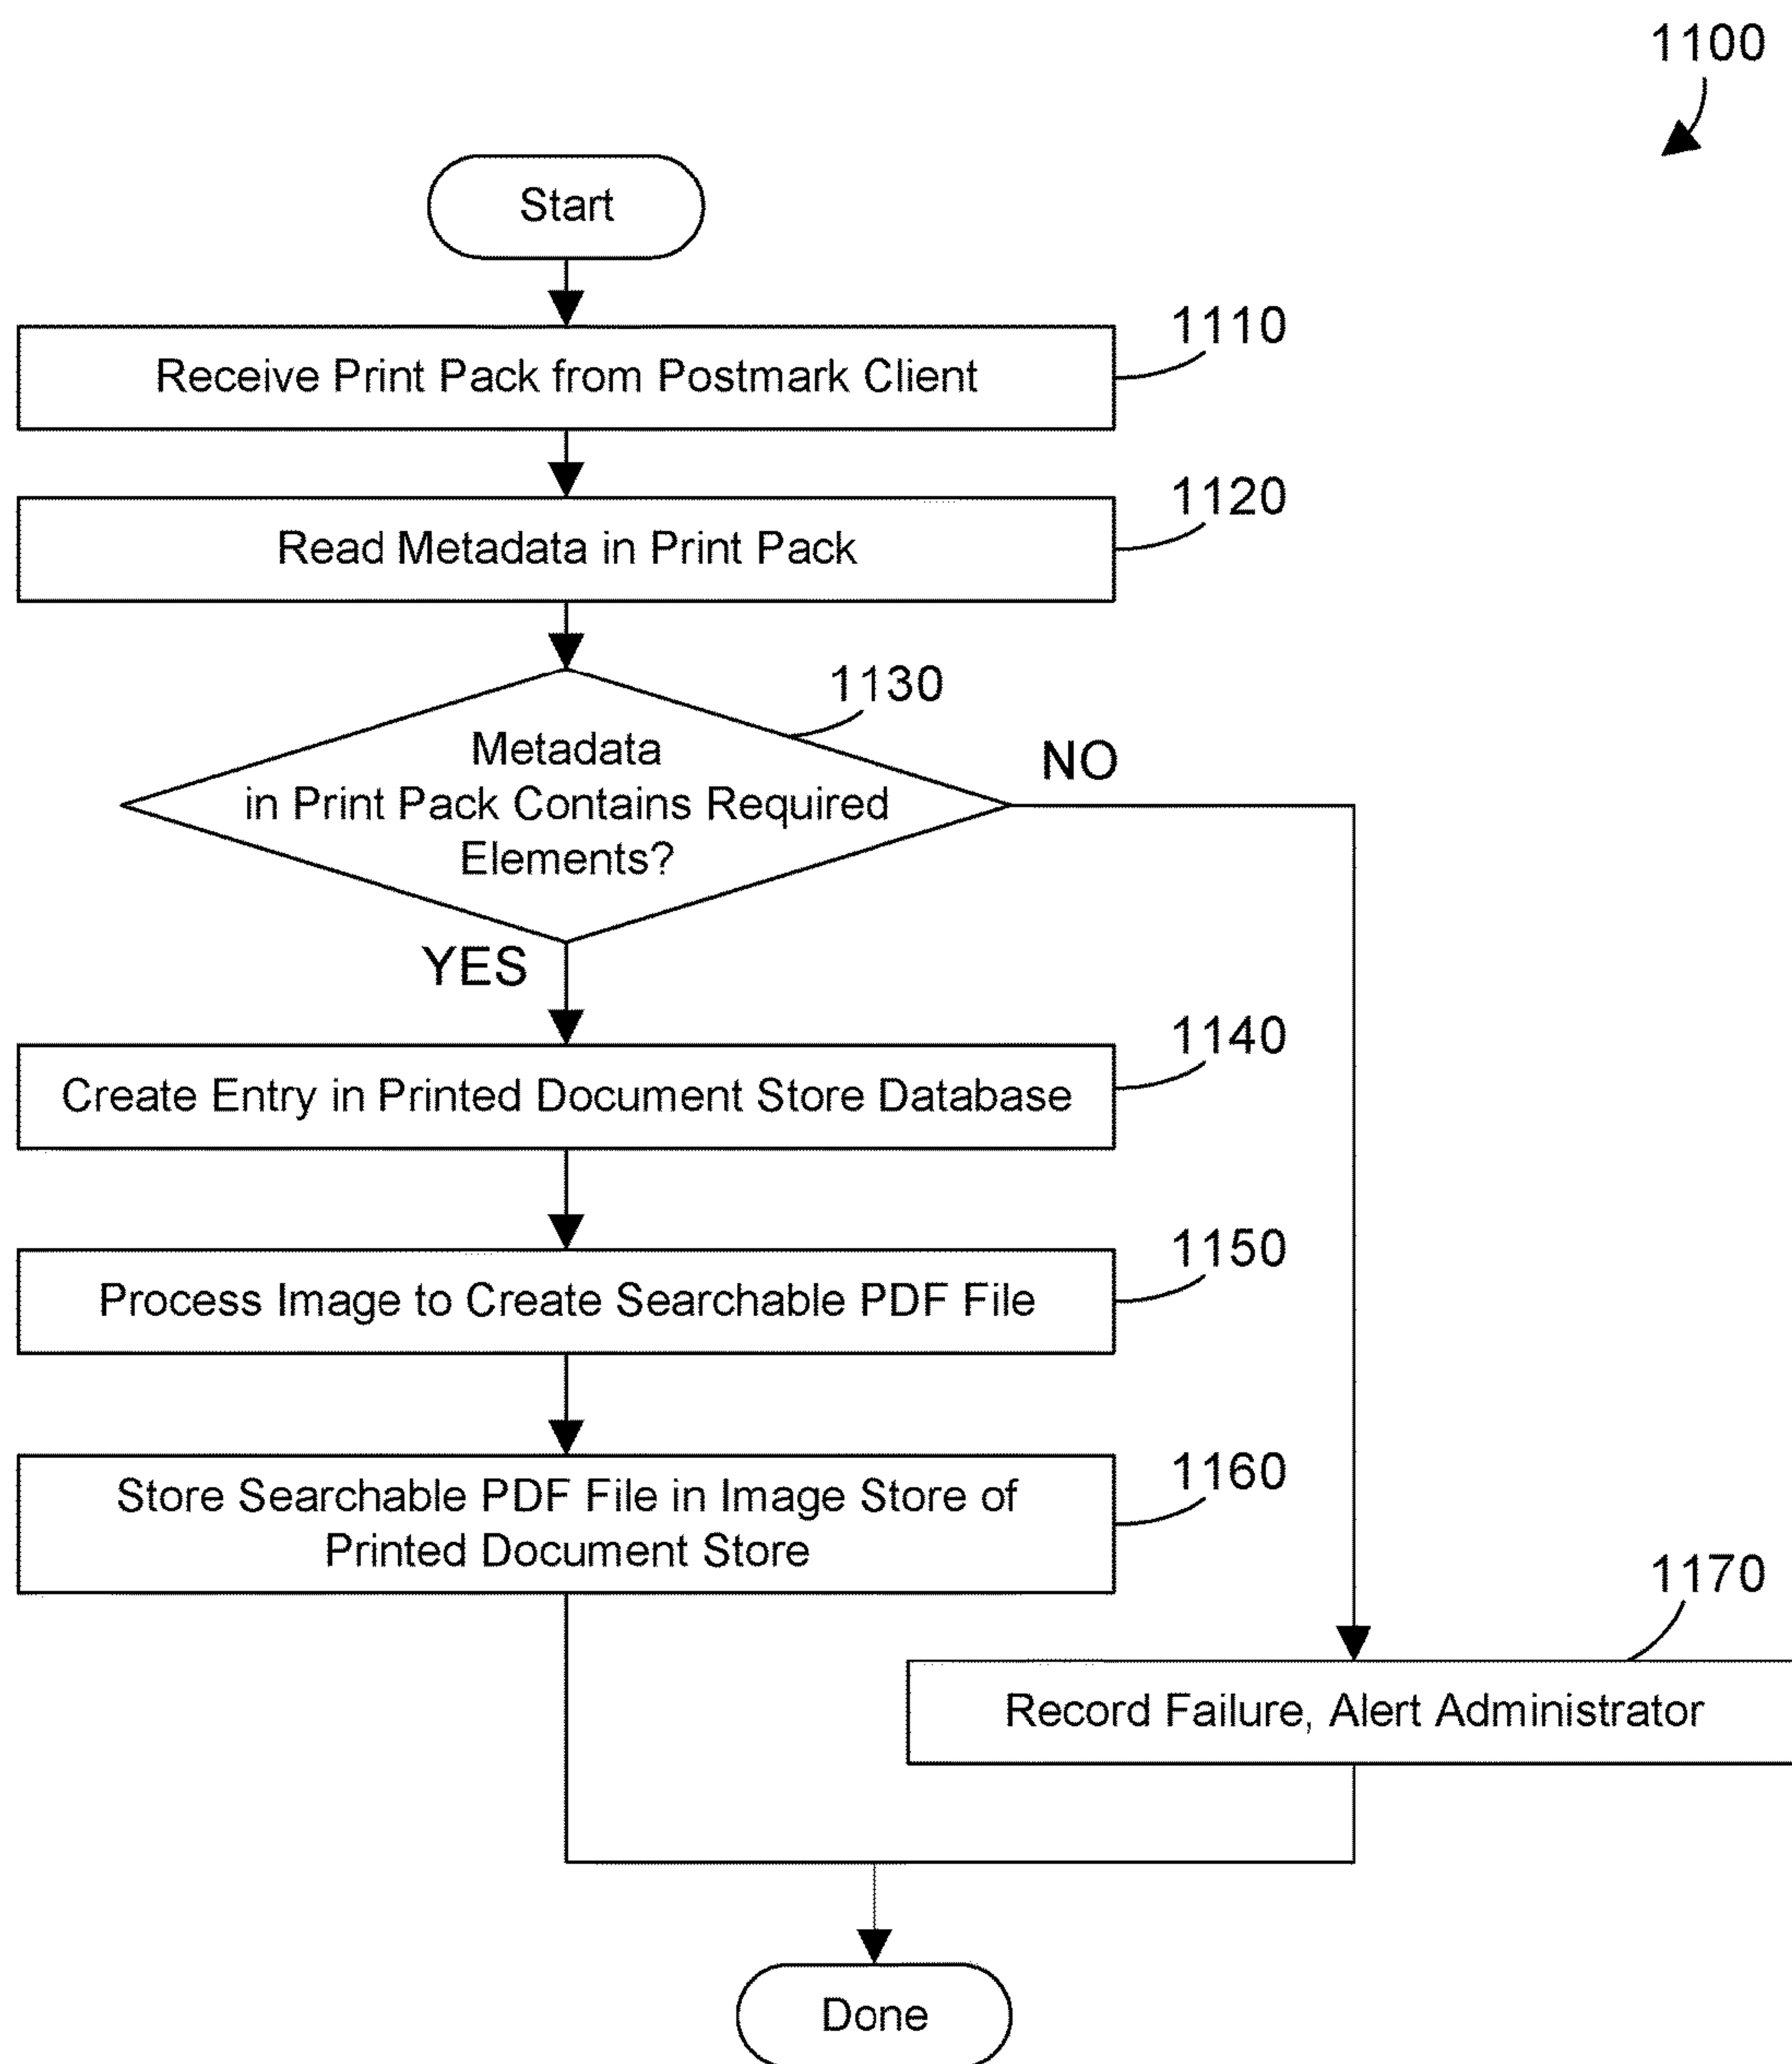 1100
Start
1110
Receive Print Pack from Postmark Client
1120
Read Metadata in Print Pack
1130
Metadata
in Print Pack Contains Required
Elements?
NO
YES
1140
Create Entry in Printed Document Store Database
1150
Process Image to Create Searchable PDF File
1160
Store Searchable PDF File in Image Store of
Printed Document Store
1170
Record Failure, Alert Administrator
Done